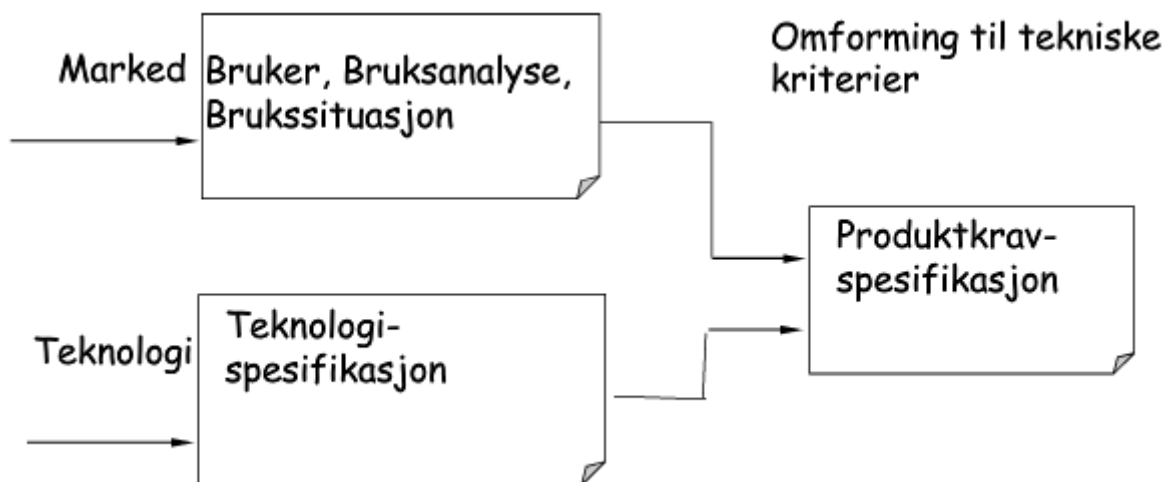 Marked
Bruker, Bruksanalyse,
Brukssituasjon
Omforming til tekniske
kriterier
Produktkrav-
spesifikasjon
Teknologi
Teknologi-
spesifikasjon